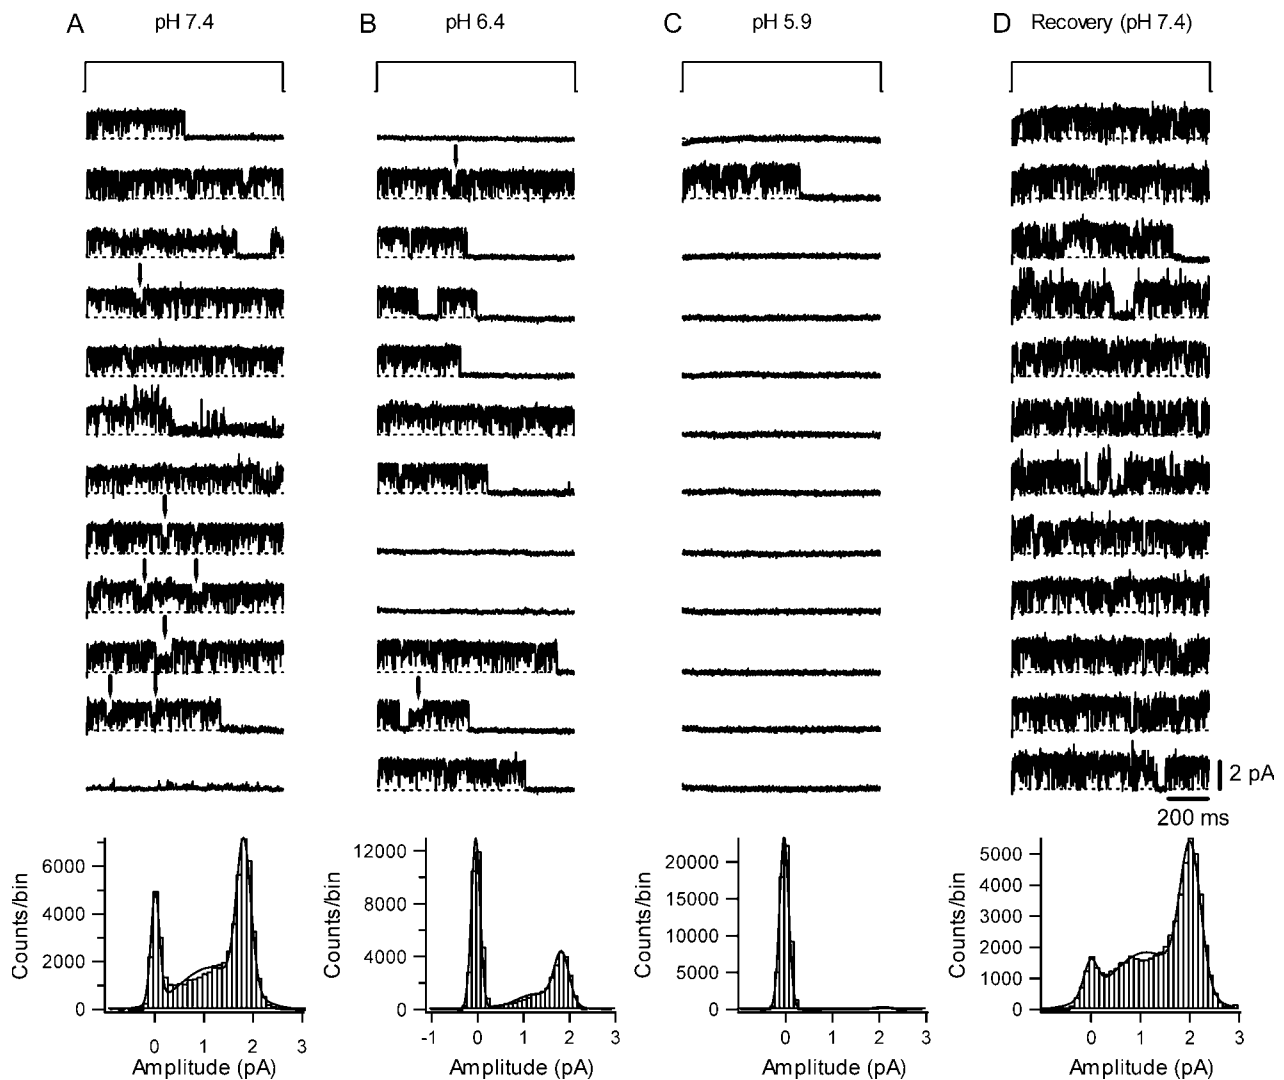 A pH 7.4 B pH 6.4 C pH 5.9 D Recovery (pH 7.4)
2 pA
200 ms
Counts/bin
6000
4000
2000
0
0 1 2 3
Amplitude (pA)
Counts/bin
12000
8000
4000
0
-1 0 1 2 3
Amplitude (pA)
Counts/bin
20000
15000
10000
5000
0
0 1 2 3
Amplitude (pA)
Counts/bin
5000
4000
3000
2000
1000
0
0 1 2 3
Amplitude (pA)